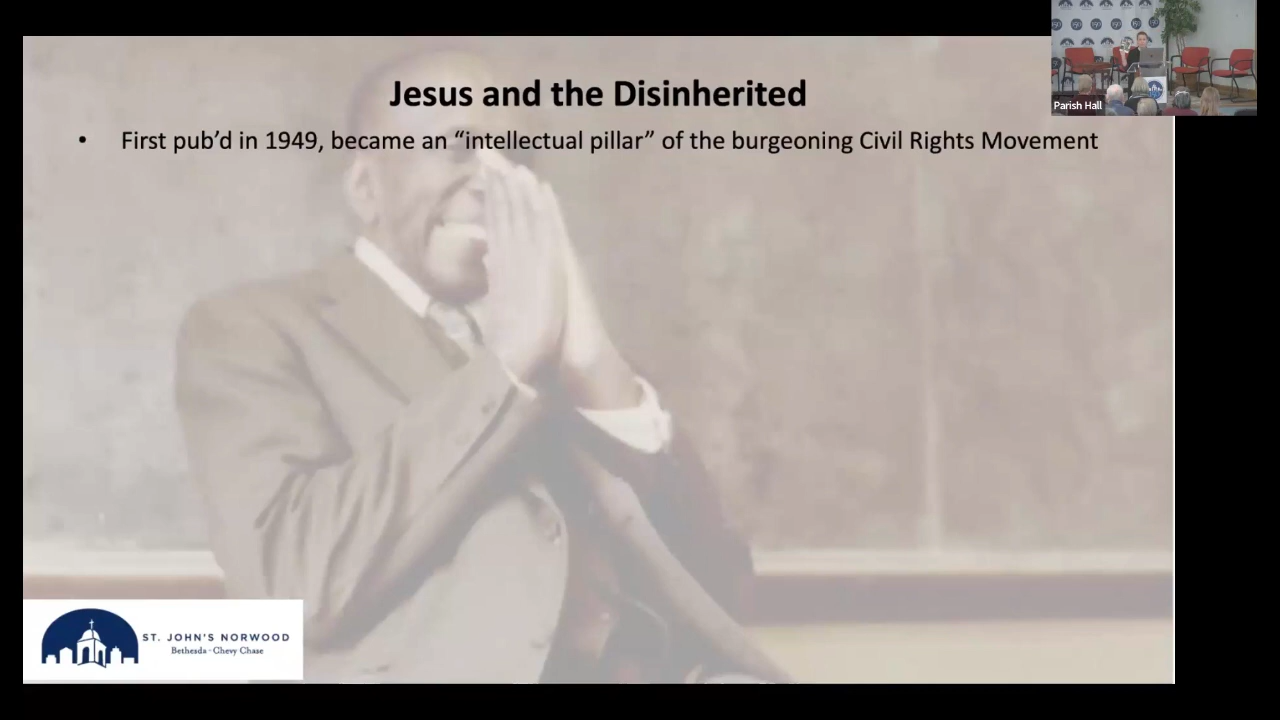 Jesus and the Disinherited
• First pub’d in 1949, became an “intellectual pillar” of the burgeoning Civil Rights Movement
Parish Hall
ST. JOHN'S NORWOOD
Bethesda - Chevy Chase